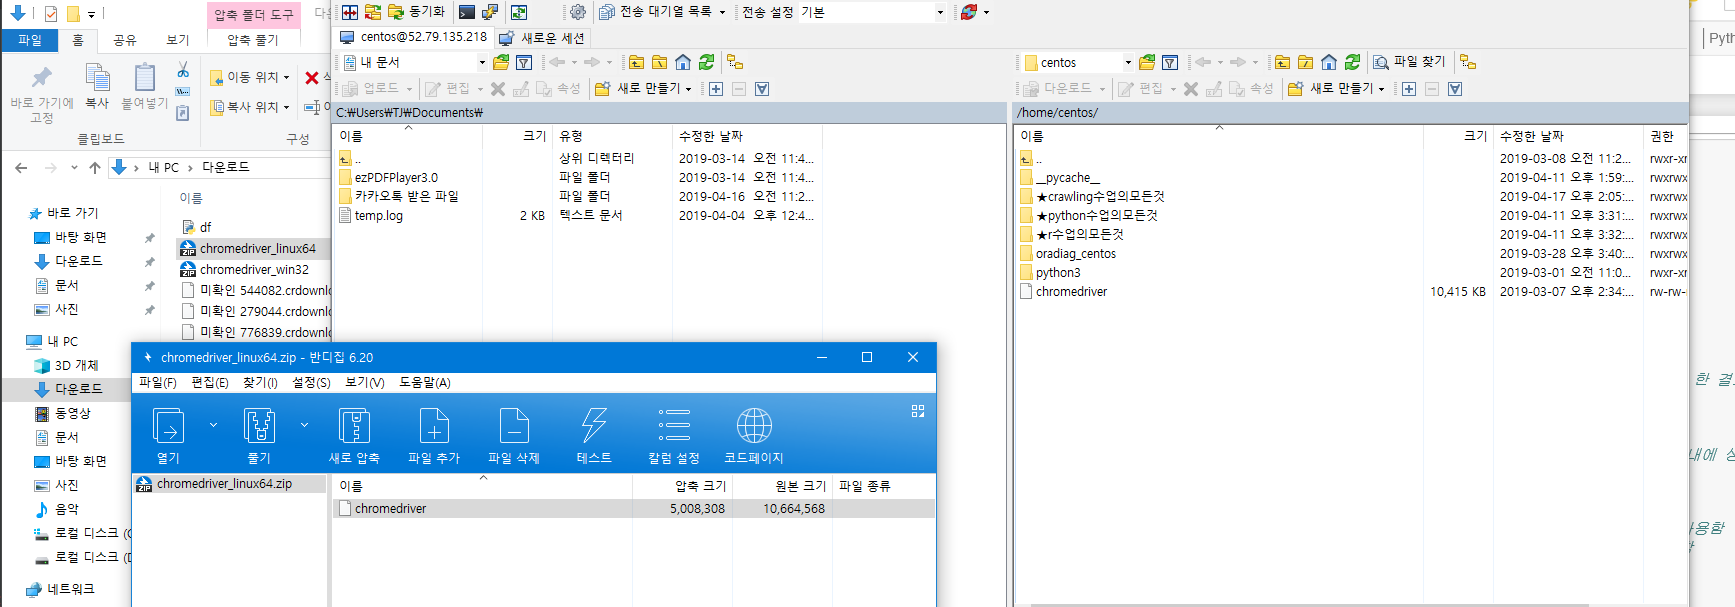 압축 폴더 도구
다운
파일
홈
공유
보기
압축 풀기
바로 가기에
고정
복사
붙여넣기
클립보드
이동 위치
복사 위치
구성
내 PC
다운로드
바로 가기
바탕 화면
다운로드
문서
사진
내 PC
3D 개체
다운로드
동영상
문서
바탕 화면
사진
음악
로컬 디스크 (C
로컬 디스크 (D
네트워크
이름
df
chromedriver_linux64
chromedriver_win32
미확인 544082.crdownlo
미확인 279044.crdownlo
미확인 776839.crdownlo
동기화
전송 대기열 목록
전송 설정 기본
centos@52.79.135.218
새로운 세션
내 문서
업로드
편집
속성
새로 만들기
C:₩Users₩TJ₩Documents₩
이름 크기 유형 수정한 날짜
.. 상위 디렉터리 2019-03-14 오전 11:4...
ezPDFPlayer3.0 파일 폴더 2019-03-14 오전 11:4...
카카오톡 받은 파일 파일 폴더 2019-04-16 오전 11:2...
temp.log 2 KB 텍스트 문서 2019-04-04 오후 12:4...
centos
파일 찾기
다운로드
편집
속성
새로 만들기
/home/centos/
이름 크기 수정한 날짜 권한
.. 2019-03-08 오전 11:2... rwxr-xr
__pycache__ 2019-04-11 오후 1:59:... rwxrwx
★crawling수업의모든것 2019-04-17 오후 2:05:... rwxrwx
★python수업의모든것 2019-04-11 오후 3:31:... rwxrwx
★r수업의모든것 2019-04-11 오후 3:32:... rwxrwx
oradiag_centos 2019-03-28 오후 3:40:... rwxrwx
python3 2019-03-01 오전 11:0... rwxr-xr
chromedriver 10,415 KB 2019-03-07 오후 2:34:... rw-rw-
chromedriver_linux64.zip - 반디집 6.20
파일(F) 편집(E) 찾기(I) 설정(S) 보기(V) 도움말(A)
열기 풀기 새로 압축 파일 추가 파일 삭제 테스트 칼럼 설정 코드페이지
chromedriver_linux64.zip
이름 압축 크기 원본 크기 파일 종류
chromedriver 5,008,308 10,664,568
Pyth
한 결
내에
사용함